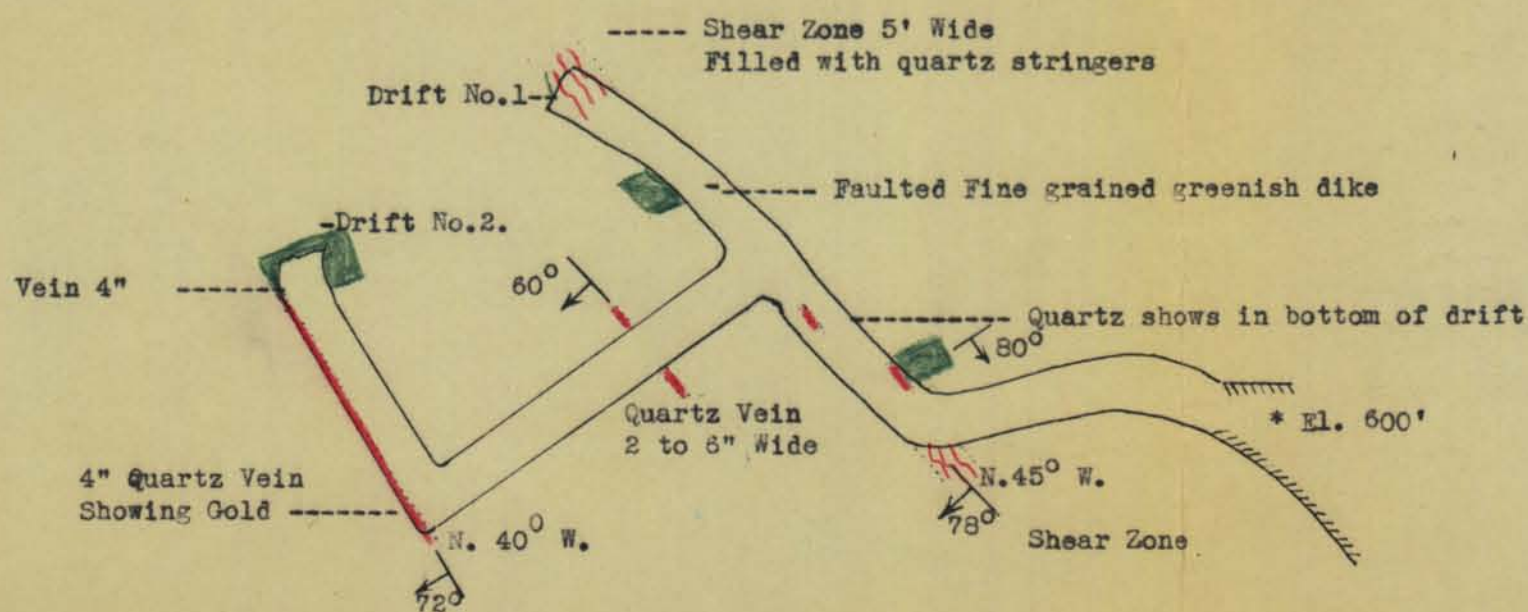 ----- Shear Zone 5' Wide
Filled with quartz stringers
Drift No.1--
------- Faulted Fine grained greenish dike
-Drift No.2.
Vein 4" ------
60°
---------- Quartz shows in bottom of drift
80°
* El. 600'
Quartz Vein
2 to 6" Wide
4" Quartz Vein
Showing Gold -------
N. 45° W.
78°
Shear Zone
N. 40° W.
72°